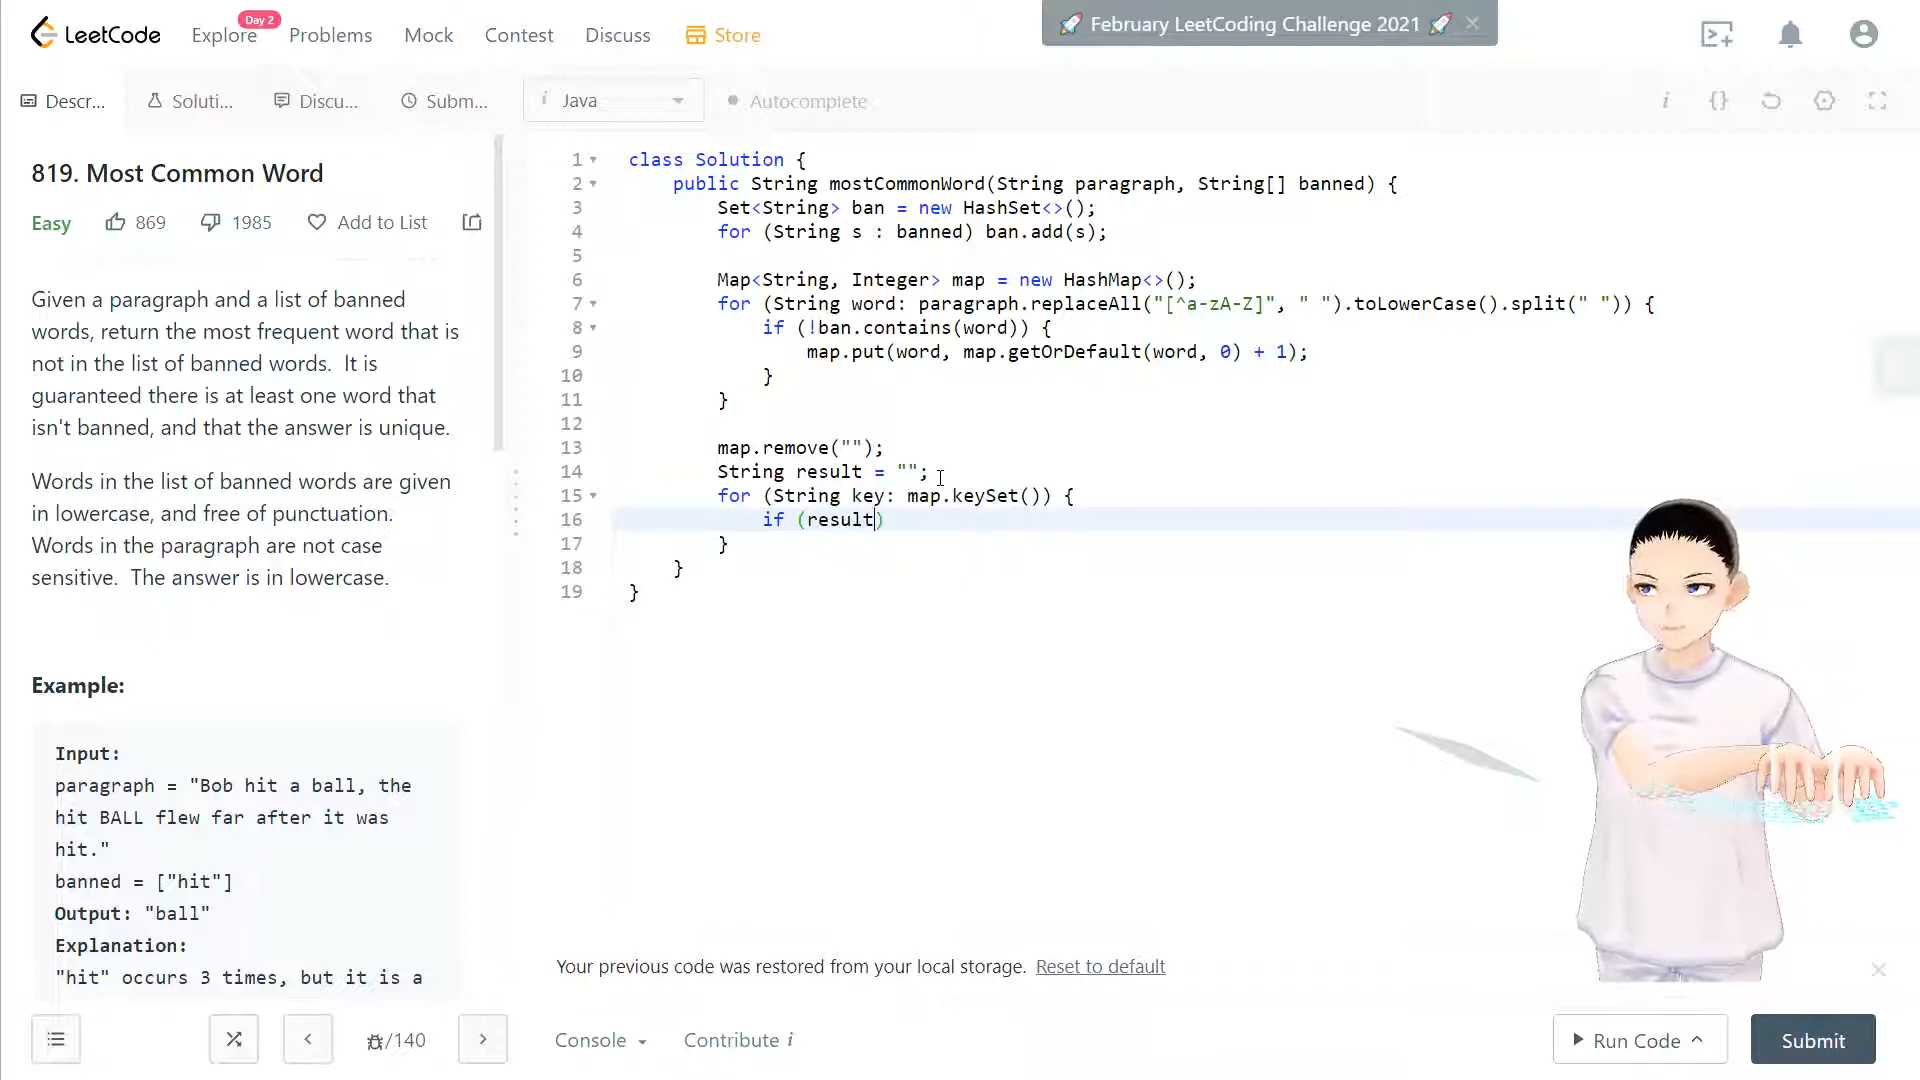 LeetCode
Explore
Day 2
Problems
Mock
Contest
Discuss
Store
🚀 February LeetCoding Challenge 2021 🚀
Descr...
Soluti...
Discu...
Subm...
i Java
Autocomplete
819. Most Common Word
Easy
869
1985
Add to List
Given a paragraph and a list of banned
words, return the most frequent word that is
not in the list of banned words.  It is
guaranteed there is at least one word that
isn't banned, and that the answer is unique.
Words in the list of banned words are given
in lowercase, and free of punctuation.
Words in the paragraph are not case
sensitive.  The answer is in lowercase.
Example:
Input:
paragraph = "Bob hit a ball, the
hit BALL flew far after it was
hit."
banned = ["hit"]
Output: "ball"
Explanation:
"hit" occurs 3 times, but it is a
1 class Solution {
2     public String mostCommonWord(String paragraph, String[] banned) {
3         Set<String> ban = new HashSet<>();
4         for (String s : banned) ban.add(s);
5
6         Map<String, Integer> map = new HashMap<>();
7         for (String word: paragraph.replaceAll("[^a-zA-Z]", " ").toLowerCase().split(" ")) {
8             if (!ban.contains(word)) {
9                 map.put(word, map.getOrDefault(word, 0) + 1);
10             }
11         }
12
13         map.remove("");
14         String result = "";
15         for (String key: map.keySet()) {
16             if (result)
17         }
18     }
19 }
Your previous code was restored from your local storage. Reset to default
/140
Console
Contribute i
Run Code
Submit